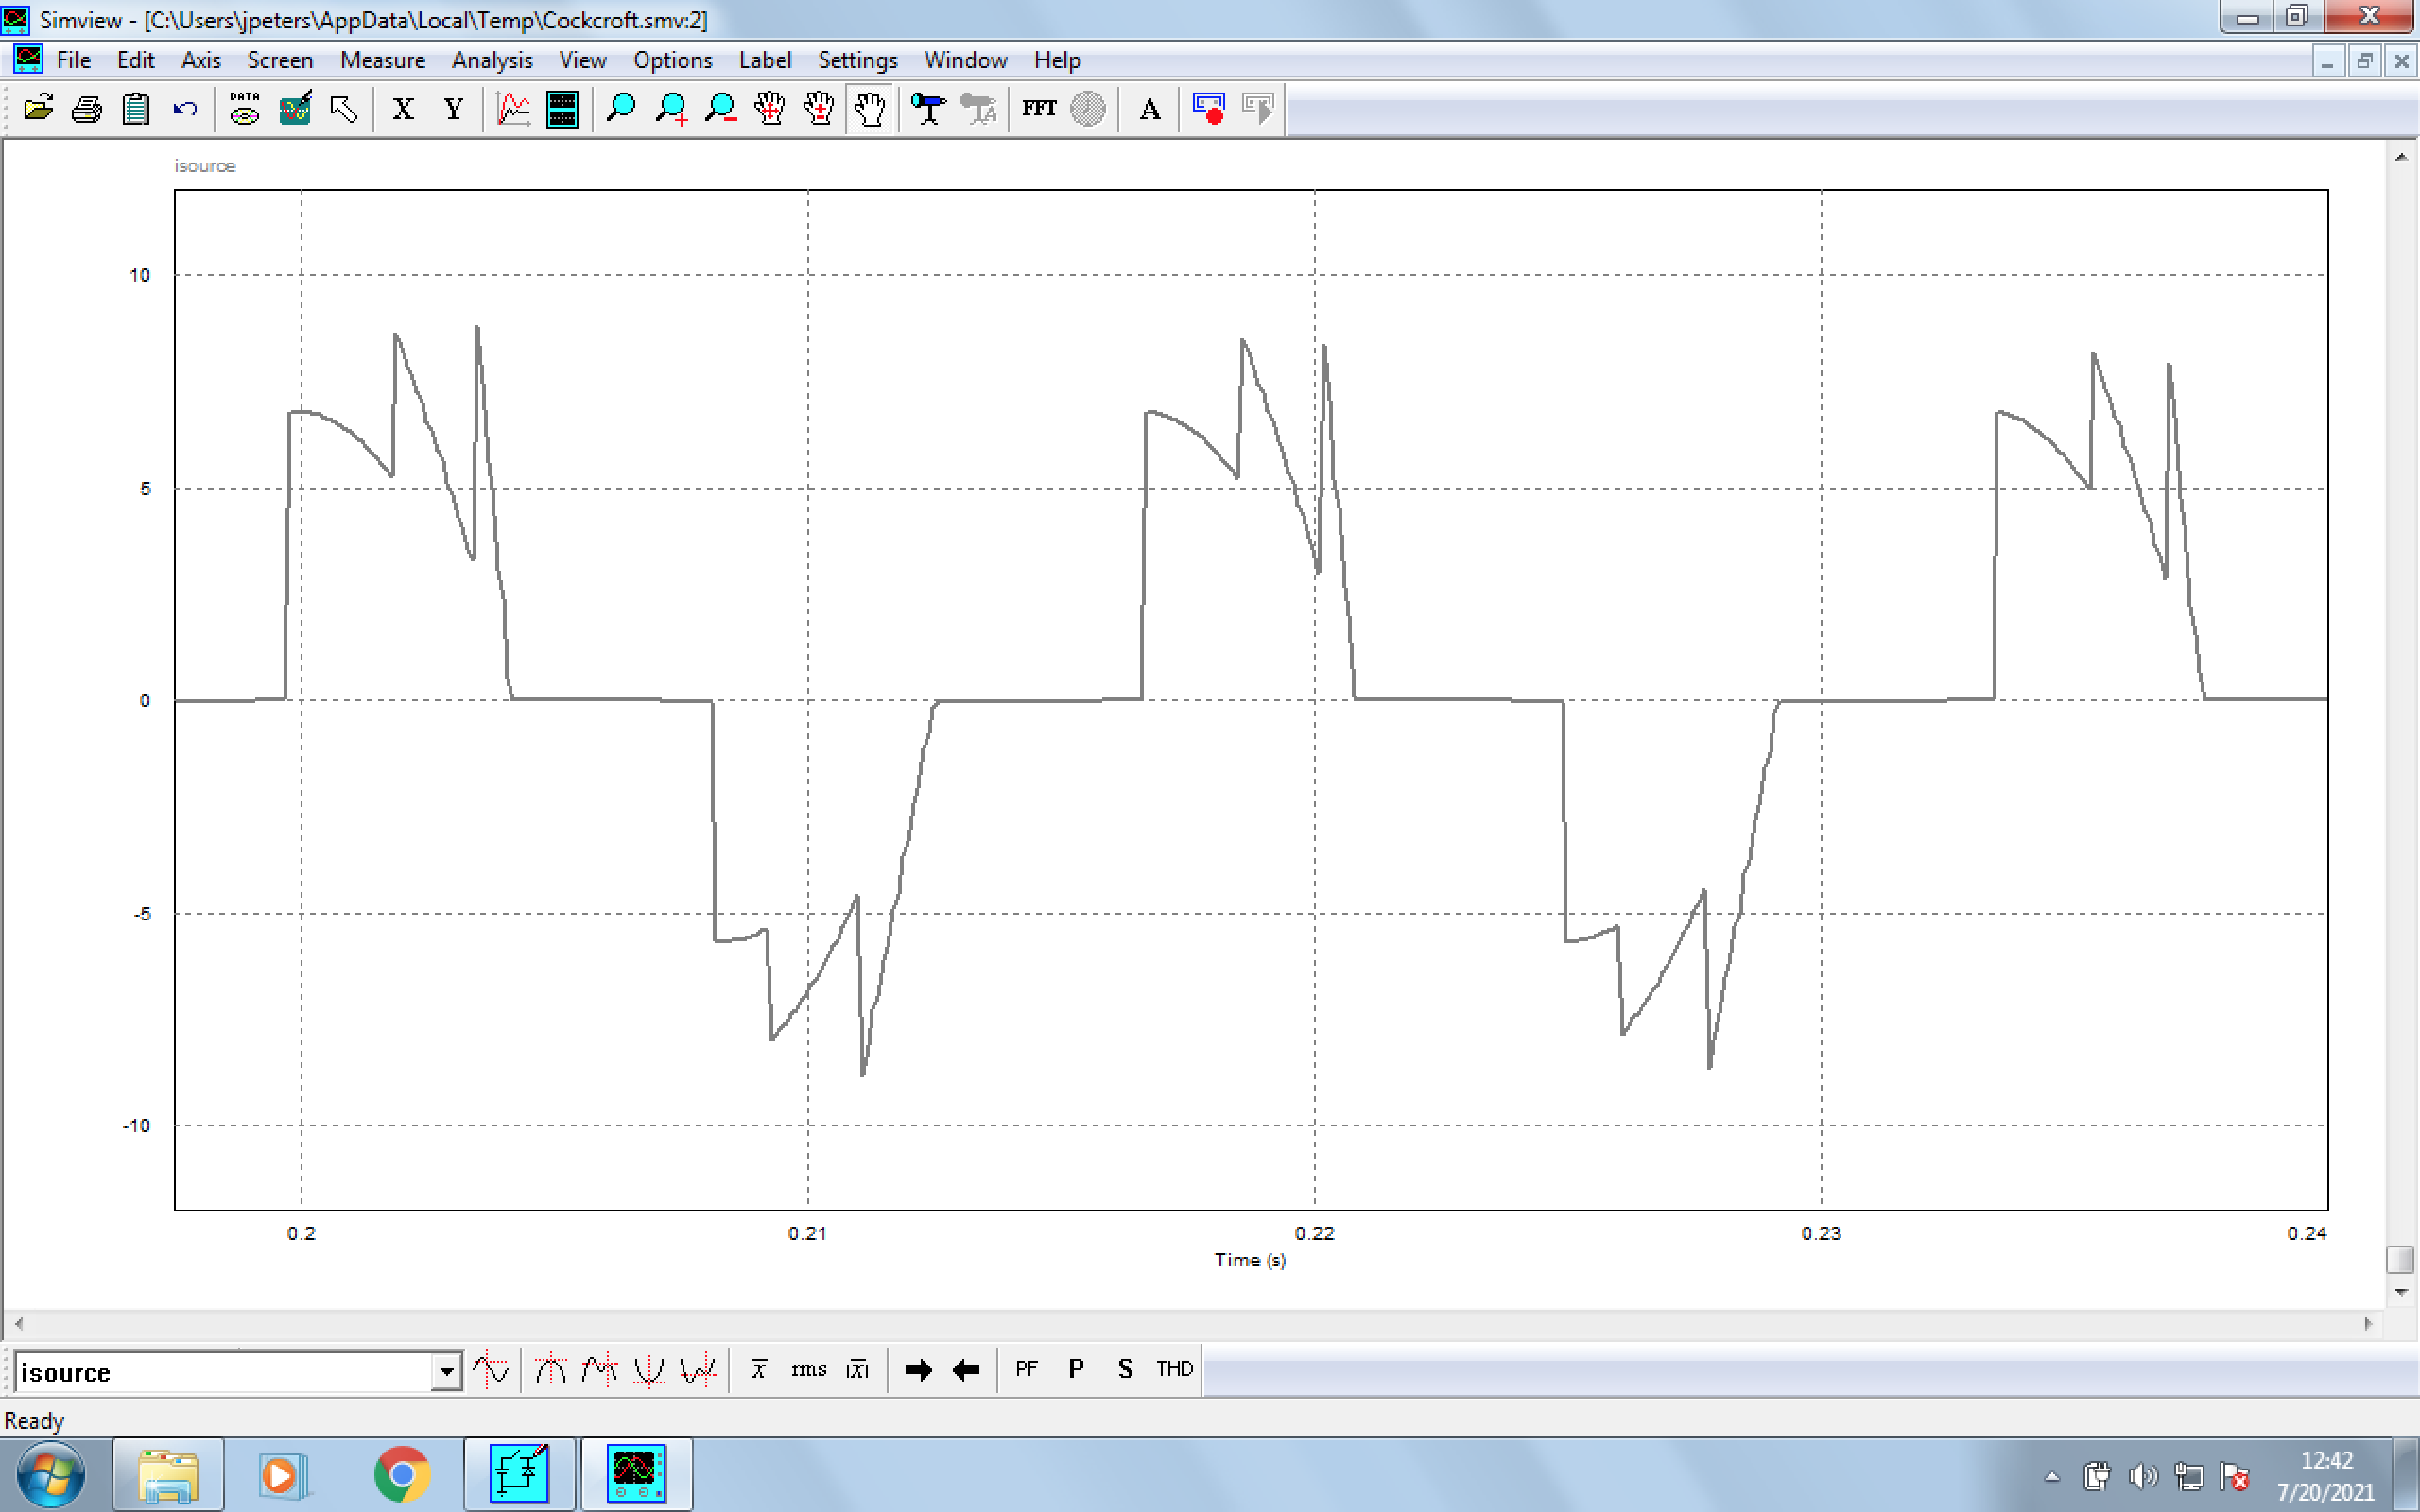 Simview - [C:\Users\jpeters\AppData\Local\Temp\Cockcroft.smv:2]
File Edit Axis Screen Measure Analysis View Options Label Settings Window Help
DATA X Y FFT A A
isource
10
5
0
-5
-10
0.2 0.21 0.22 0.23 0.24
Time (s)
isource x rms |x| PF P S THD
Ready
12:42
7/20/2021